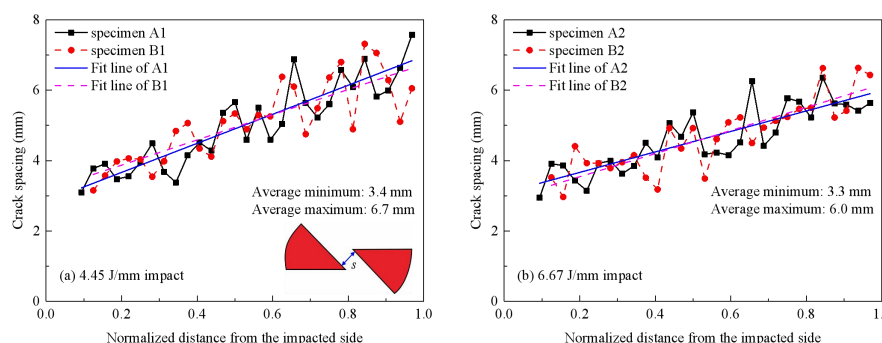 8
6
4
2
0
Crack spacing (mm)
specimen A1
specimen B1
Fit line of A1
Fit line of B1
Average minimum: 3.4 mm
Average maximum: 6.7 mm
s
(a) 4.45 J/mm impact
0.0 0.2 0.4 0.6 0.8 1.0
Normalized distance from the impacted side
8
6
4
2
0
Crack spacing (mm)
specimen A2
specimen B2
Fit line of A2
Fit line of B2
Average minimum: 3.3 mm
Average maximum: 6.0 mm
(b) 6.67 J/mm impact
0.0 0.2 0.4 0.6 0.8 1.0
Normalized distance from the impacted side